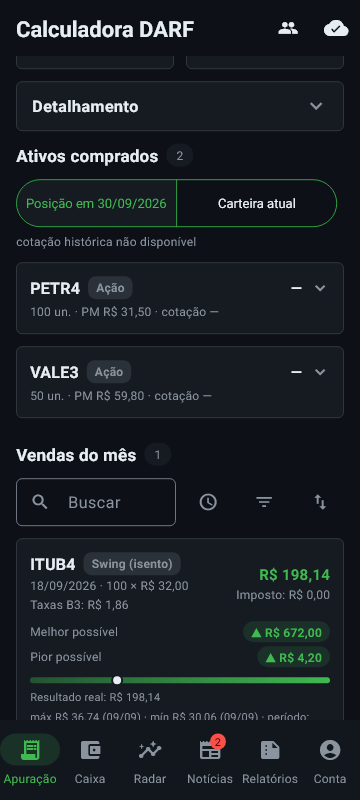 Calculadora DARF
Detalhamento
Ativos comprados 2
Posição em 30/09/2026 Carteira atual
cotação histórica não disponível
PETR4 Ação —
100 un. · PM R$ 31,50 · cotação —
VALE3 Ação —
50 un. · PM R$ 59,80 · cotação —
Vendas do mês 1
Buscar
ITUB4 Swing (isento)
R$ 198,14
18/09/2026 · 100 × R$ 32,00
Imposto: R$ 0,00
Taxas B3: R$ 1,86
Melhor possível ▲ R$ 672,00
Pior possível ▲ R$ 4,20
Resultado real: R$ 198,14
máx R$ 36,74 (09/09) · mín R$ 30,06 (09/09) · período:
2
Apuração Caixa Radar Notícias Relatórios Conta